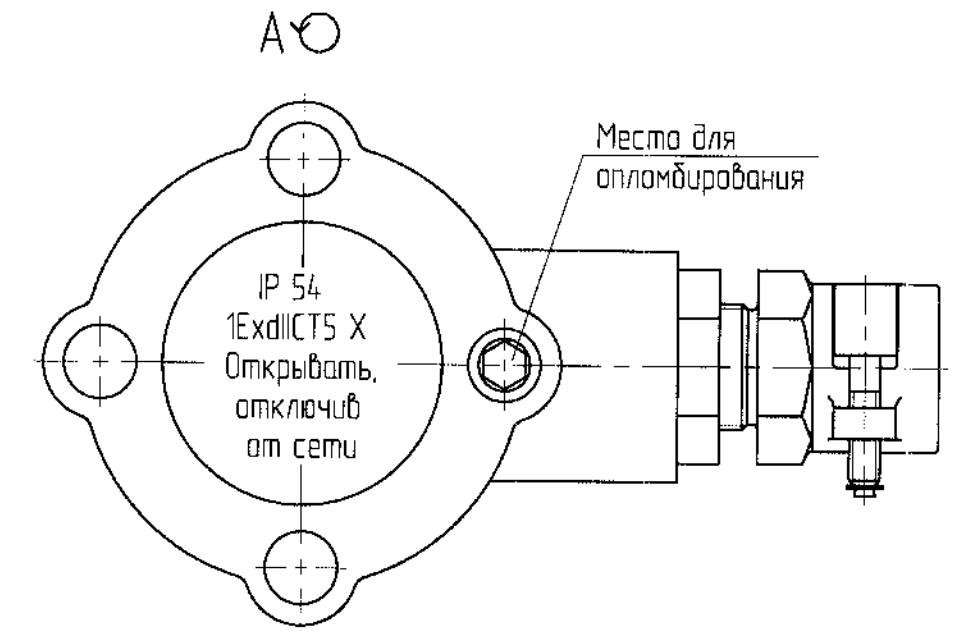 А
Место для
опломбирования
IP 54
1ExdIICT5 X
Открывать,
отключив
от сети